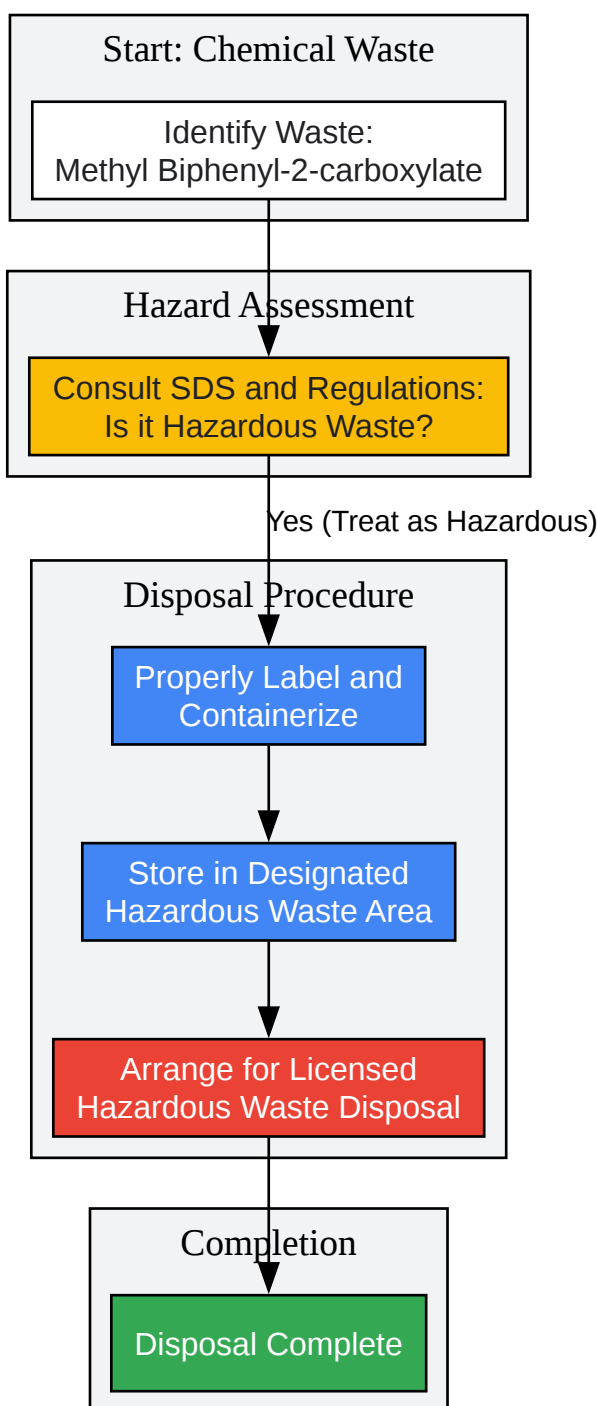 Start: Chemical Waste
Identify Waste:
Methyl Biphenyl-2-carboxylate
Hazard Assessment
Consult SDS and Regulations:
Is it Hazardous Waste?
Yes (Treat as Hazardous)
Disposal Procedure
Properly Label and
Containerize
Store in Designated
Hazardous Waste Area
Arrange for Licensed
Hazardous Waste Disposal
Completion
Disposal Complete